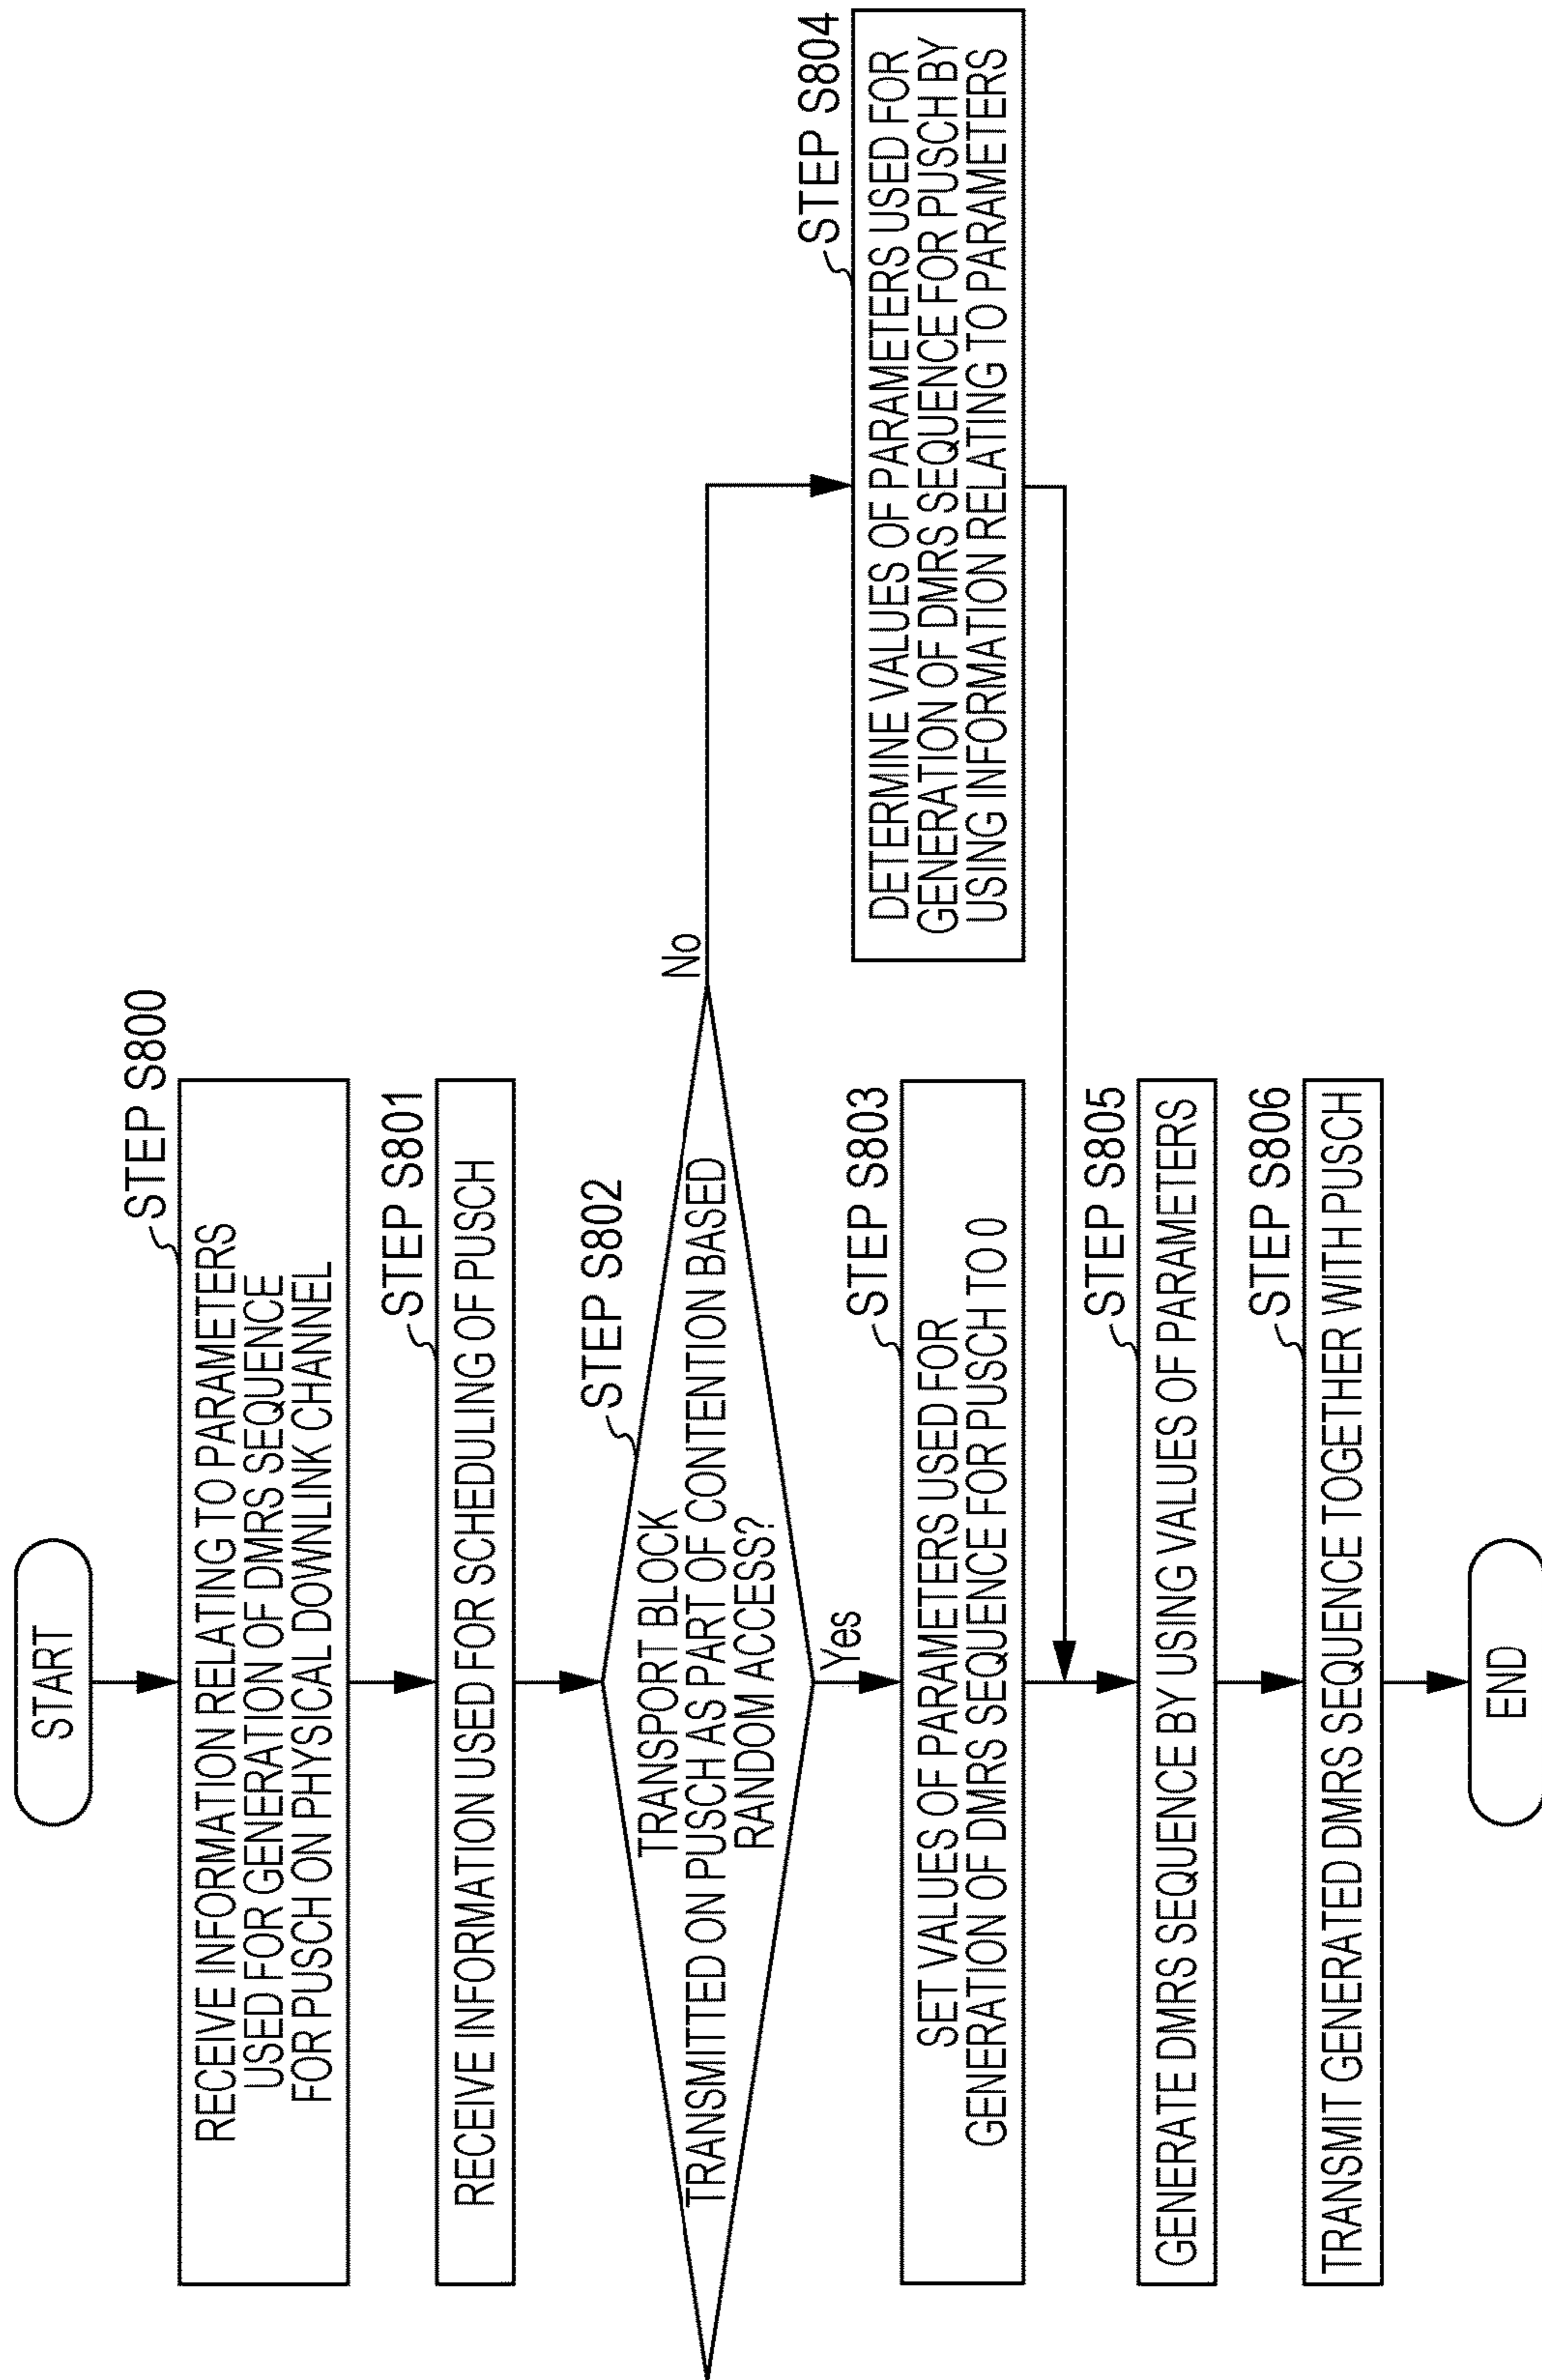 START
STEP S800
RECEIVE INFORMATION RELATING TO PARAMETERS
USED FOR GENERATION OF DMRS SEQUENCE
FOR PUSCH ON PHYSICAL DOWNLINK CHANNEL
STEP S801
RECEIVE INFORMATION USED FOR SCHEDULING OF PUSCH
STEP S802
TRANSPORT BLOCK
TRANSMITTED ON PUSCH AS PART OF CONTENTION BASED
RANDOM ACCESS?
No
Yes
STEP S803
SET VALUES OF PARAMETERS USED FOR
GENERATION OF DMRS SEQUENCE FOR PUSCH TO 0
STEP S804
DETERMINE VALUES OF PARAMETERS USED FOR
GENERATION OF DMRS SEQUENCE FOR PUSCH BY
USING INFORMATION RELATING TO PARAMETERS
STEP S805
GENERATE DMRS SEQUENCE BY USING VALUES OF PARAMETERS
STEP S806
TRANSMIT GENERATED DMRS SEQUENCE TOGETHER WITH PUSCH
END